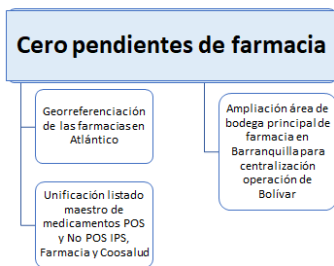 Cero pendientes de farmacia
Georreferenciación
de las farmacias en
Atlántico
Unificación listado
maestro de
medicamentos POS
y No POS IPS,
Farmacia y Coosalud
Ampliación área de
bodega principal de
farmacia en
Barranquilla para
centralización
operación de
Bolívar